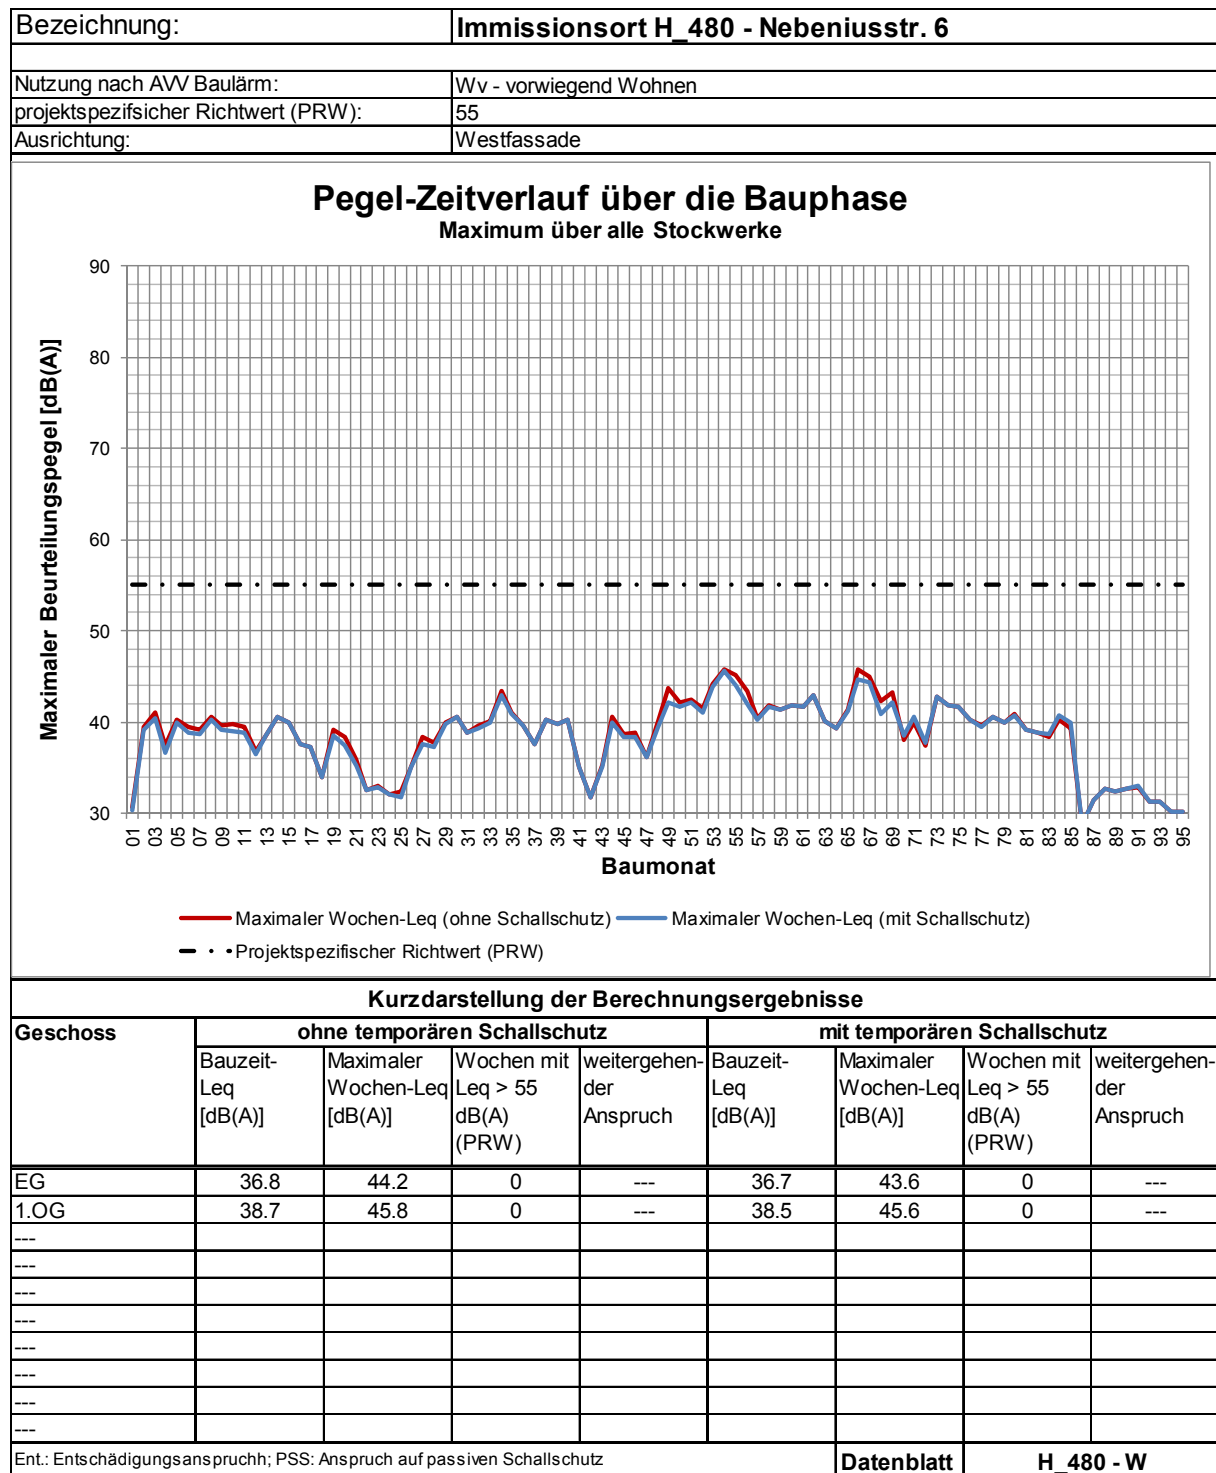 Bezeichnung: Immissionsort H_480 - Nebeniusstr. 6
Nutzung nach AVV Baulärm: Wv - vorwiegend Wohnen
projektspezifsicher Richtwert (PRW): 55
Ausrichtung: Westfassade
Pegel-Zeitverlauf über die Bauphase
Maximum über alle Stockwerke
Maximaler Beurteilungspegel [dB(A)]
90
80
70
60
50
40
30
01 03 05 07 09 11 13 15 17 19 21 23 25 27 29 31 33 35 37 39 41 43 45 47 49 51 53 55 57 59 61 63 65 67 69 71 73 75 77 79 81 83 85 87 89 91 93 95
Baumonat
Maximaler Wochen-Leq (ohne Schallschutz) Maximaler Wochen-Leq (mit Schallschutz)
Projektspezifischer Richtwert (PRW)
Kurzdarstellung der Berechnungsergebnisse
Geschoss ohne temporären Schallschutz mit temporären Schallschutz
Bauzeit- Maximaler Wochen mit weitergehen- Bauzeit- Maximaler Wochen mit weitergehen-
Leq Wochen-Leq Leq > 55 der Leq Wochen-Leq Leq > 55 der
[dB(A)] [dB(A)] dB(A) Anspruch [dB(A)] [dB(A)] dB(A) Anspruch
(PRW) (PRW)
EG 36.8 44.2 0 --- 36.7 43.6 0 ---
1.OG 38.7 45.8 0 --- 38.5 45.6 0 ---
---
---
---
---
---
---
---
---
Ent.: Entschädigungsanspruchh; PSS: Anspruch auf passiven Schallschutz Datenblatt H_480 - W